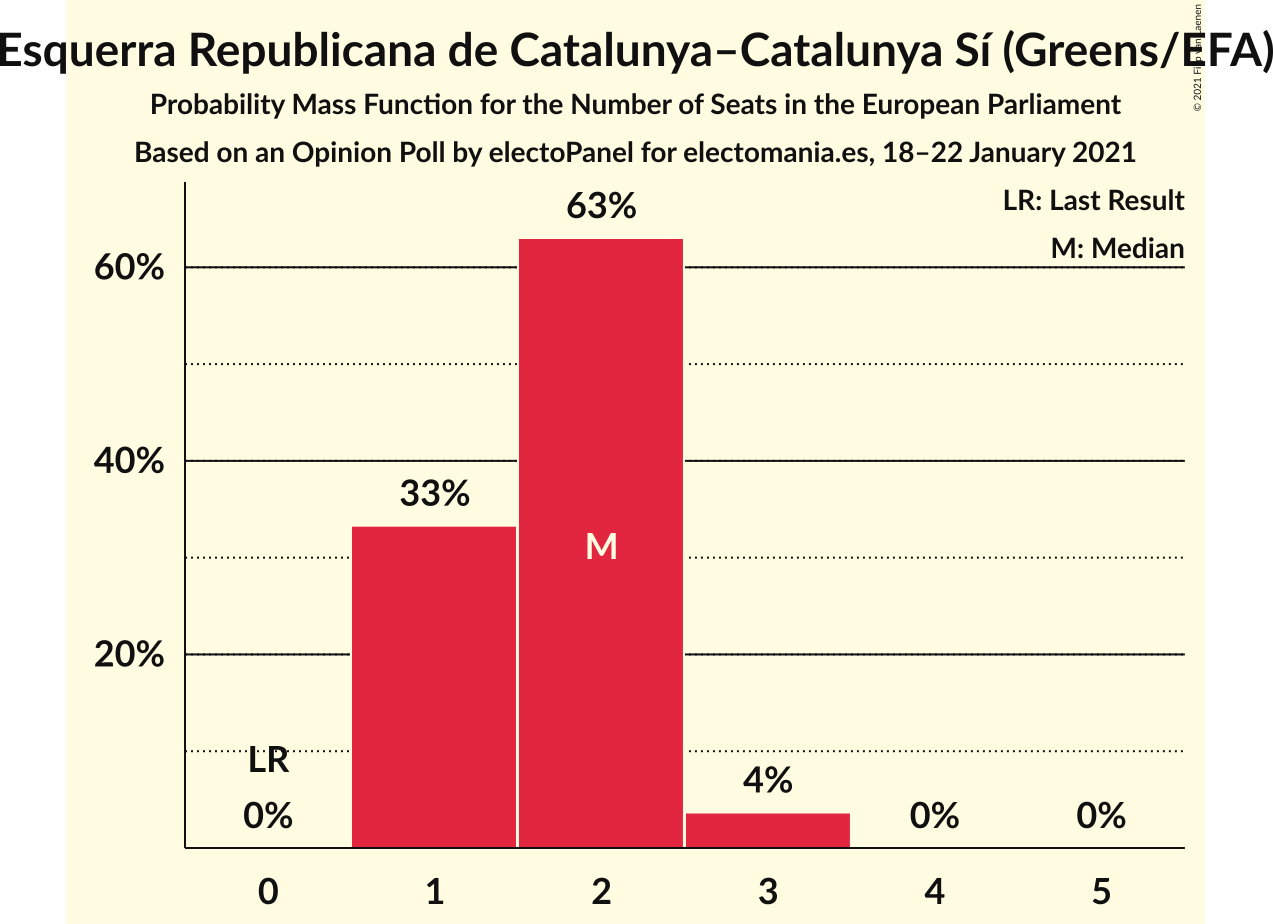 Esquerra Republicana de Catalunya–Catalunya Sí (Greens/EFA)
Probability Mass Function for the Number of Seats in the European Parliament
Based on an Opinion Poll by electoPanel for electomania.es, 18–22 January 2021
© 2021
LR: Last Result
M: Median
63%
60%
40%
33%
M
20%
LR
4%
0%
0%
0%
0
1
2
3
4
5